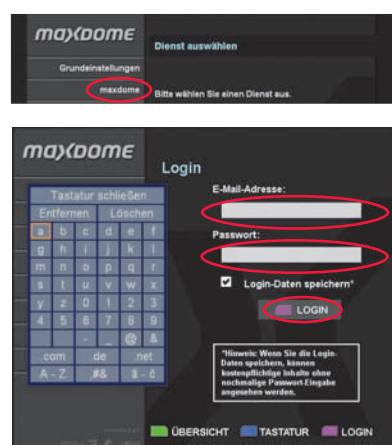 maxdome
Dienst auswählen
Grundeinstellungen
maxdome
Bitte wählen Sie einen Dienst aus.
maxdome
Login
Tastatur schließen
Entfernen Löschen
a b c d e f
g h i j k l
m n o p q r
s t u v w x
y z 0 1 2 3
4 5 6 7 8 9
- _ @ &
.com .de .net
A - Z .#& ä - é
E-Mail-Adresse:
Passwort:
Login-Daten speichern*
LOGIN
*Hinweis: Wenn Sie die Login-
Daten speichern, können
kostenpflichtige Inhalte ohne
nochmalige Passwort-Eingabe
angesehen werden.
ÜBERSICHT TASTATUR LOGIN